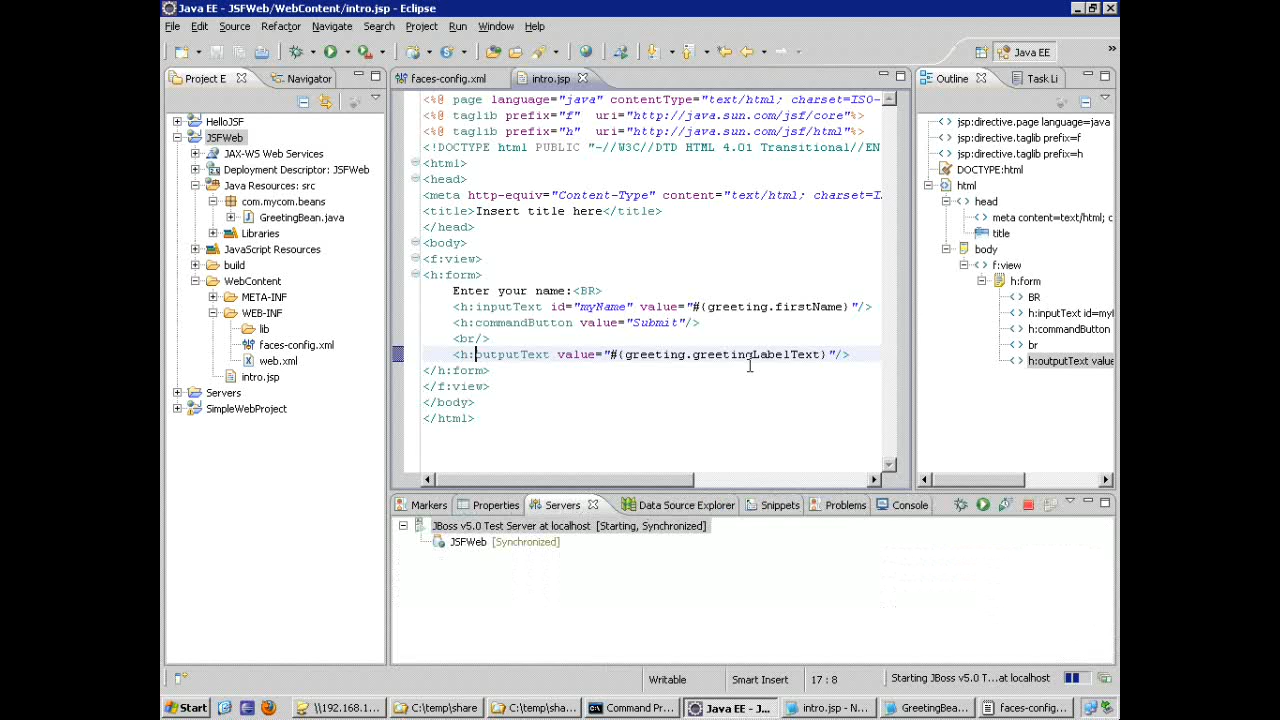 Java EE - JSFWeb/WebContent/intro.jsp - Eclipse
File Edit Source Refactor Navigate Search Project Run Window Help
Java EE »
Project E Navigator
HelloJSF
JSFWeb
JAX-WS Web Services
Deployment Descriptor: JSFWeb
Java Resources: src
com.mycom.beans
GreetingBean.java
Libraries
JavaScript Resources
build
WebContent
META-INF
WEB-INF
lib
faces-config.xml
web.xml
intro.jsp
Servers
SimpleWebProject
faces-config.xml intro.jsp
<%@ page language="java" contentType="text/html; charset=ISO-
<%@ taglib prefix="f"  uri="http://java.sun.com/jsf/core"%>
<%@ taglib prefix="h"  uri="http://java.sun.com/jsf/html"%>
<!DOCTYPE html PUBLIC "-//W3C//DTD HTML 4.01 Transitional//EN
<html>
<head>
<meta http-equiv="Content-Type" content="text/html; charset=I
<title>Insert title here</title>
</head>
<body>
<f:view>
<h:form>
Enter your name:<BR>
<h:inputText id="myName" value="#{greeting.firstName}"/>
<h:commandButton value="Submit"/>
<br/>
<h:outputText value="#{greeting.greetingLabelText}"/>
</h:form>
</f:view>
</body>
</html>
Outline Task Li
jsp:directive.page language=java
jsp:directive.taglib prefix=f
jsp:directive.taglib prefix=h
DOCTYPE:html
html
head
meta content=text/html; c
title
body
f:view
h:form
BR
h:inputText id=myl
h:commandButton
br
h:outputText value
Markers Properties Servers Data Source Explorer Snippets Problems Console
JBoss v5.0 Test Server at localhost [Starting, Synchronized]
JSFWeb [Synchronized]
Writable Smart Insert 17 : 8 Starting JBoss v5.0 T...at localhost
Start \\192.168.1... C:\temp\share C:\temp\sha... Command Pr... Java EE - J... intro.jsp - N... GreetingBea... faces-config...